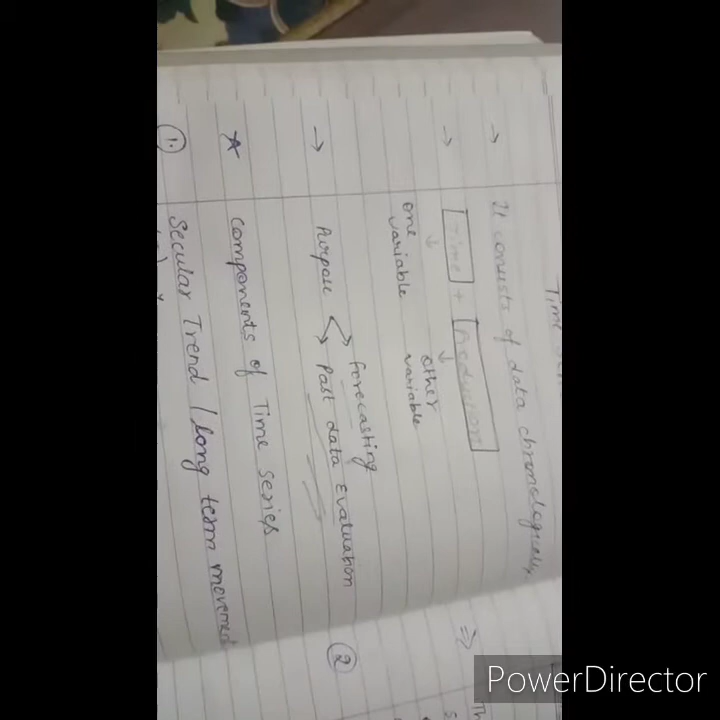 Time
→ It consists of data chronologically
→ [Time] + [Production]
one variable
other variable
→ Purpose
Forecasting
Past data Evaluation
* Components of Time series
1. Secular Trend / long term movement
2
⇒
PowerDirector